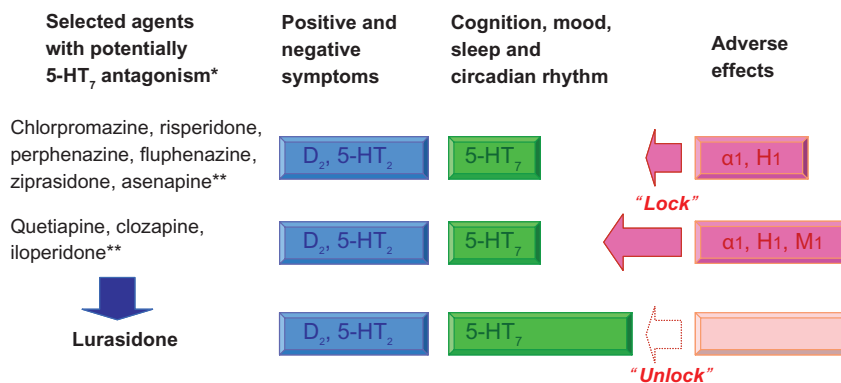 Selected agents
with potentially
5-HT₇ antagonism*
Positive and
negative
symptoms
Cognition, mood,
sleep and
circadian rhythm
Adverse
effects
Chlorpromazine, risperidone,
perphenazine, fluphenazine,
ziprasidone, asenapine**
D₂, 5-HT₂
5-HT₇
α1, H1
"Lock"
Quetiapine, clozapine,
iloperidone**
D₂, 5-HT₂
5-HT₇
α1, H1, M1
Lurasidone
D₂, 5-HT₂
5-HT₇
"Unlock"